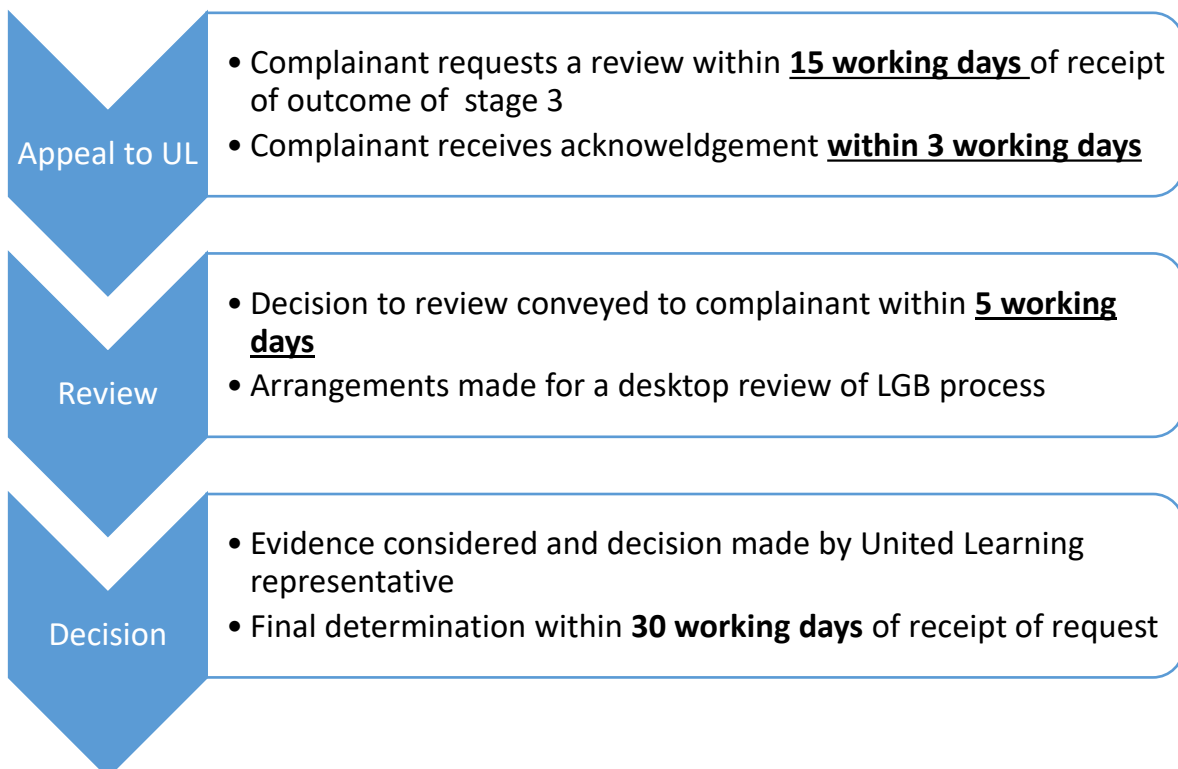 Appeal to UL
• Complainant requests a review within 15 working days of receipt
of outcome of stage 3
• Complainant receives acknoweldgement within 3 working days
Review
• Decision to review conveyed to complainant within 5 working
days
• Arrangements made for a desktop review of LGB process
Decision
• Evidence considered and decision made by United Learning
representative
• Final determination within 30 working days of receipt of request